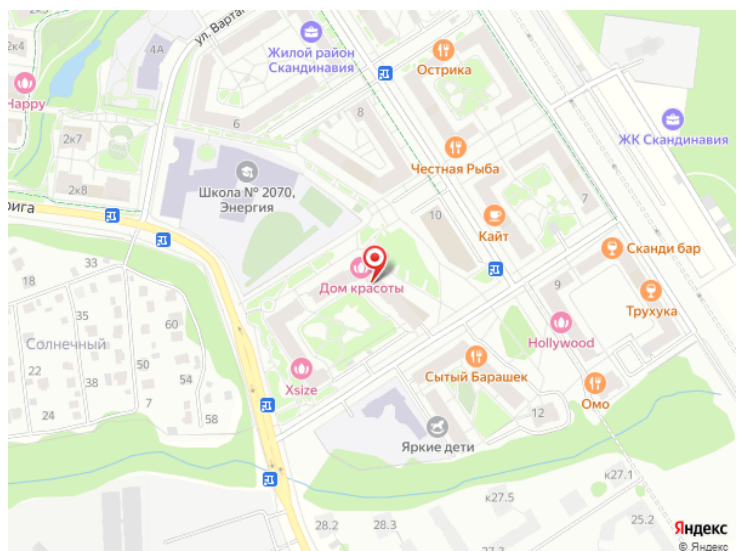 2к4
4А
ул. Варта
Жилой район
Скандинавия
Острика
Happy
6
8
ЖК Скандинавия
2к7
Честная Рыба
Школа № 2070,
Энергия
2к8
7
рига
10
Кайт
Сканди бар
33
18
Дом красоты
9
35
60
Трухука
Солнечный
Hollywood
22
50
Xsize
Сытый Барашек
38
54
24
7
58
Омо
12
Яркие дети
к27.1
к27.5
28.2
28.3
25.2
Яндекс
© Яндекс